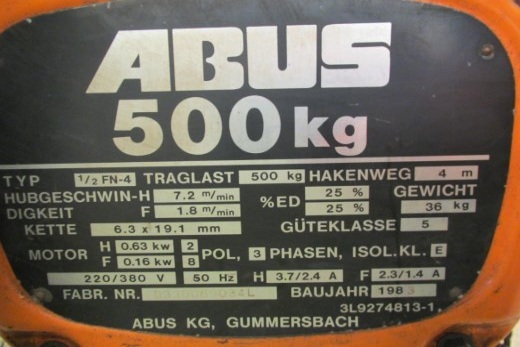 ABUS
500 kg
TYP 1/2 FN-4 TRAGLAST 500 kg HAKENWEG 4 m
HUBGESCHWIN- H 7.2 m/min %ED 25 % GEWICHT
DIGKEIT F 1.8 m/min 25 % 36 kg
KETTE 6.3 x 19.1 mm GÜTEKLASSE 5
MOTOR H 0.63 kw 2 POL, 3 PHASEN, ISOL.KL. E
F 0.16 kw 8
220/380 V 50 Hz H 3.7/2.4 A F 2.3/1.4 A
FABR. NR. BAUJAHR
3L9274813-1
ABUS KG, GUMMERSBACH